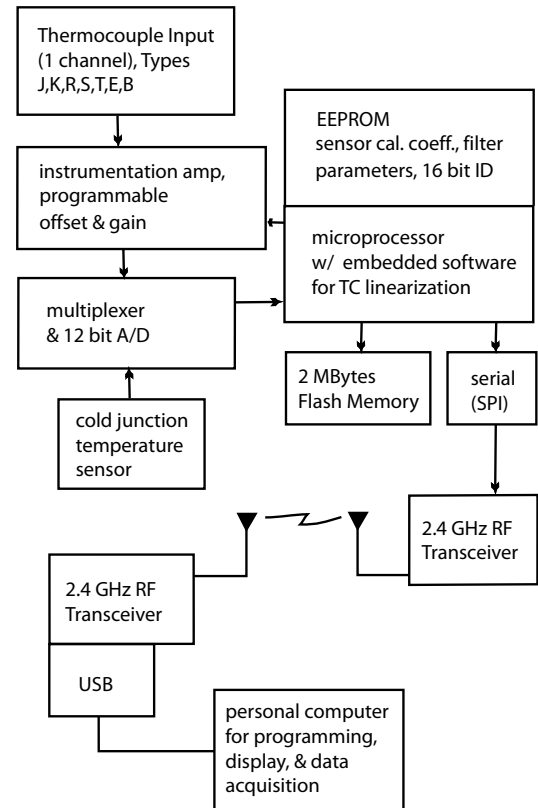 Thermocouple Input
(1 channel), Types
J,K,R,S,T,E,B
EEPROM
sensor cal. coeff., filter
parameters, 16 bit ID
instrumentation amp,
programmable
offset & gain
microprocessor
w/ embedded software
for TC linearization
multiplexer
& 12 bit A/D
2 MBytes
Flash Memory
serial
(SPI)
cold junction
temperature
sensor
2.4 GHz RF
Transceiver
2.4 GHz RF
Transceiver
USB
personal computer
for programming,
display, & data
acquisition